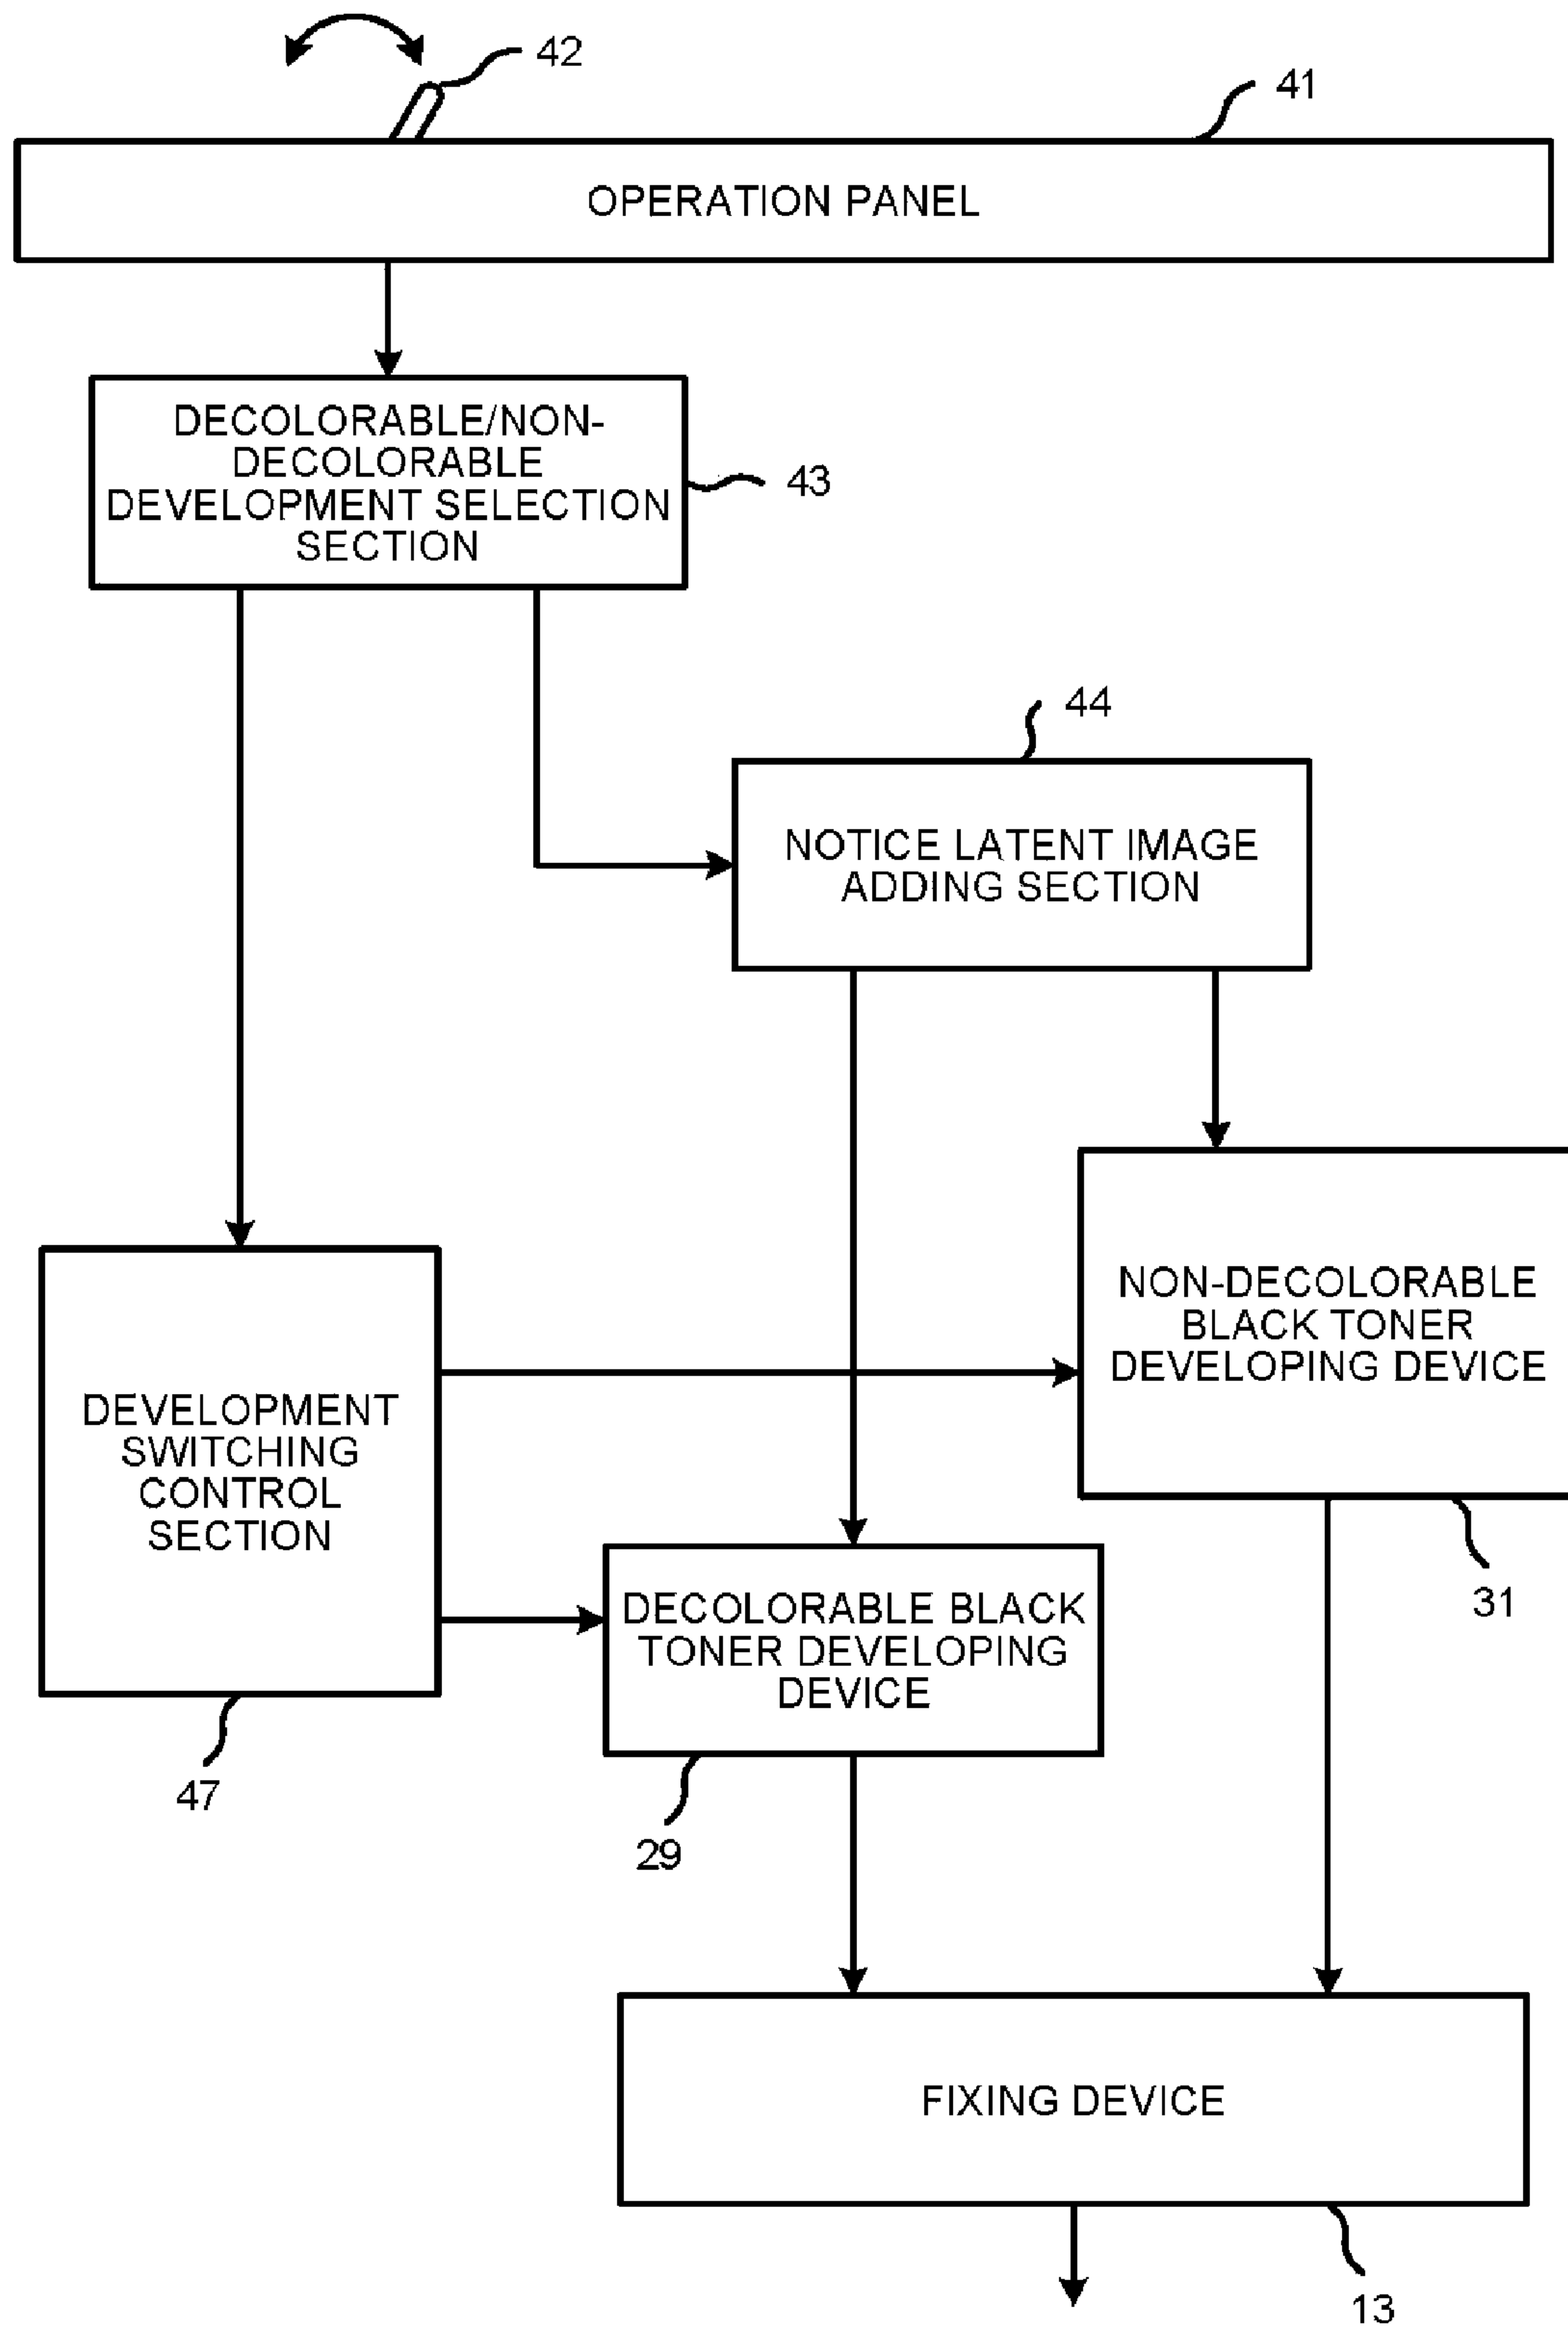 42
41
OPERATION PANEL
DECOLORABLE/NON-
DECOLORABLE
DEVELOPMENT SELECTION
SECTION
43
44
NOTICE LATENT IMAGE
ADDING SECTION
NON-DECOLORABLE
BLACK TONER
DEVELOPING DEVICE
31
DEVELOPMENT
SWITCHING
CONTROL
SECTION
47
DECOLORABLE BLACK
TONER DEVELOPING
DEVICE
29
FIXING DEVICE
13